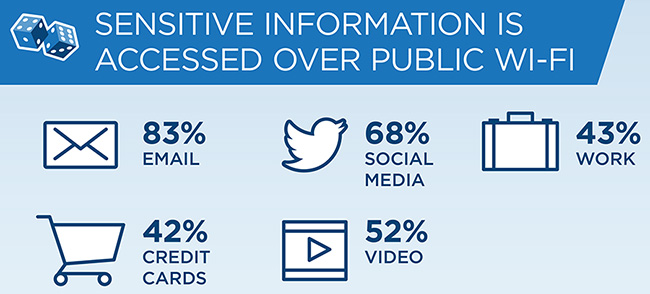 SENSITIVE INFORMATION IS
ACCESSED OVER PUBLIC WI-FI
83%
EMAIL
68%
SOCIAL
MEDIA
43%
WORK
42%
CREDIT
CARDS
52%
VIDEO